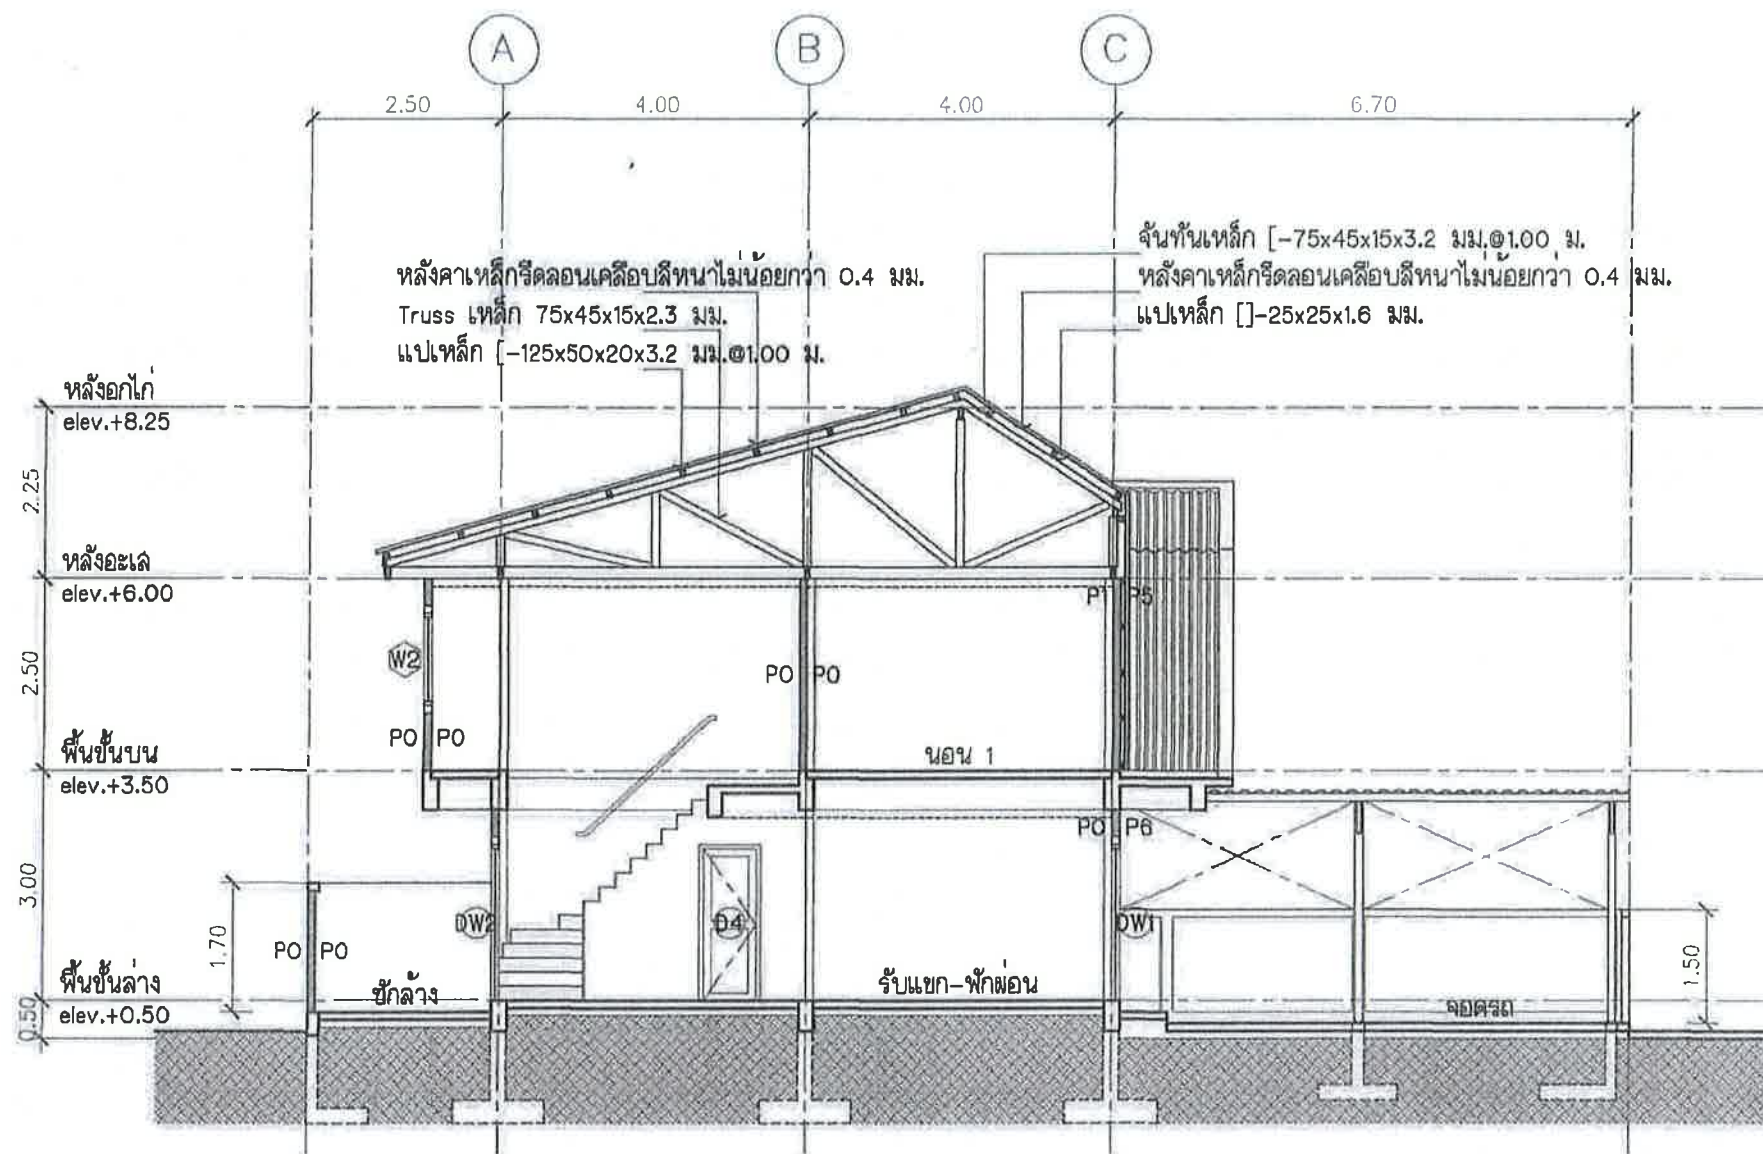 A B C
2.50 4.00 4.00 6.70
จันทันเหล็ก [-75x45x15x3.2 มม.@1.00 ม.
หลังคาเหล็กรีดลอนเคลือบสีหนาไม่น้อยกว่า 0.4 มม.
แปเหล็ก []-25x25x1.6 มม.
หลังคาเหล็กรีดลอนเคลือบสีหนาไม่น้อยกว่า 0.4 มม.
Truss เหล็ก 75x45x15x2.3 มม.
แปเหล็ก [-125x50x20x3.2 มม.@1.00 ม.
หลังอกไก่
elev.+8.25
2.25
หลังอะเส
elev.+6.00
P1 P5
W2
2.50
PO PO
PO PO
นอน 1
พื้นชั้นบน
elev.+3.50
PO P6
3.00
1.70
DW2 D4 DW1
PO PO
1.50
พื้นชั้นล่าง
elev.+0.50
ซักล้าง
รับแขก-พักผ่อน
จอดรถ
0.50